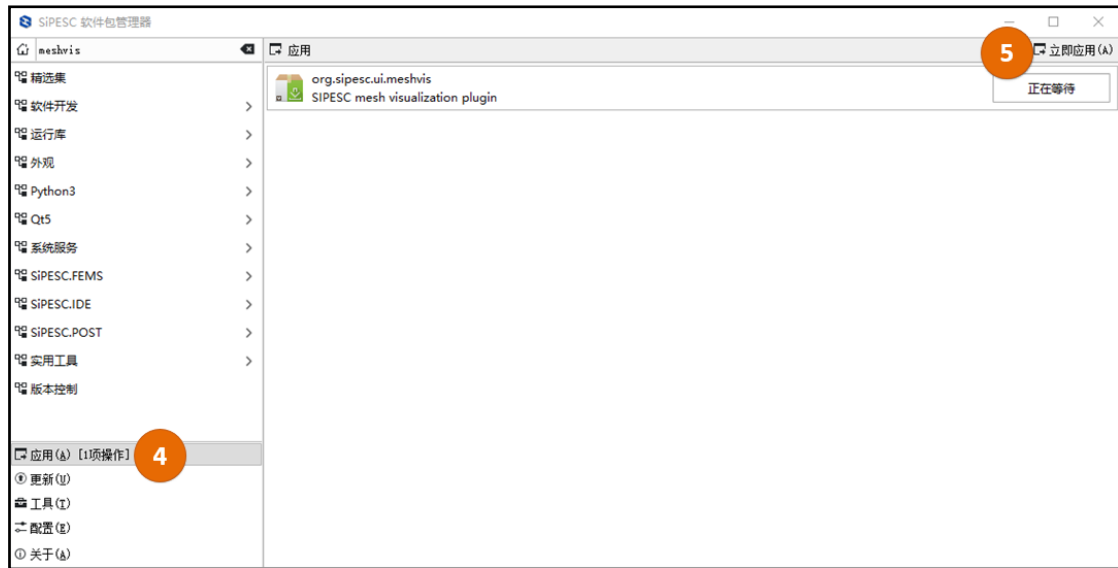 SiPESC 软件包管理器
meshvis
应用
5
立即应用(A)
精选集
软件开发
运行库
外观
Python3
Qt5
系统服务
SiPESC.FEMS
SiPESC.IDE
SiPESC.POST
实用工具
版本控制
org.sipesc.ui.meshvis
SIPESC mesh visualization plugin
正在等待
应用(A) [1项操作]
4
更新(U)
工具(I)
配置(E)
关于(A)